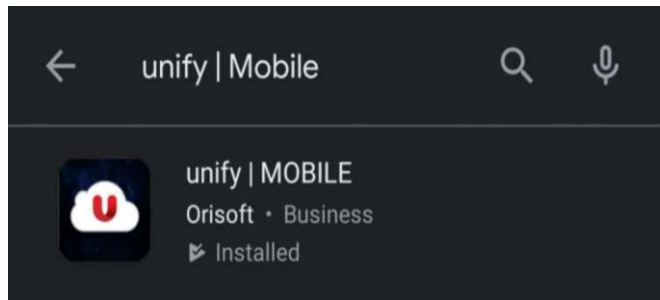 unify | Mobile
unify | MOBILE
U
Orisoft • Business
Installed